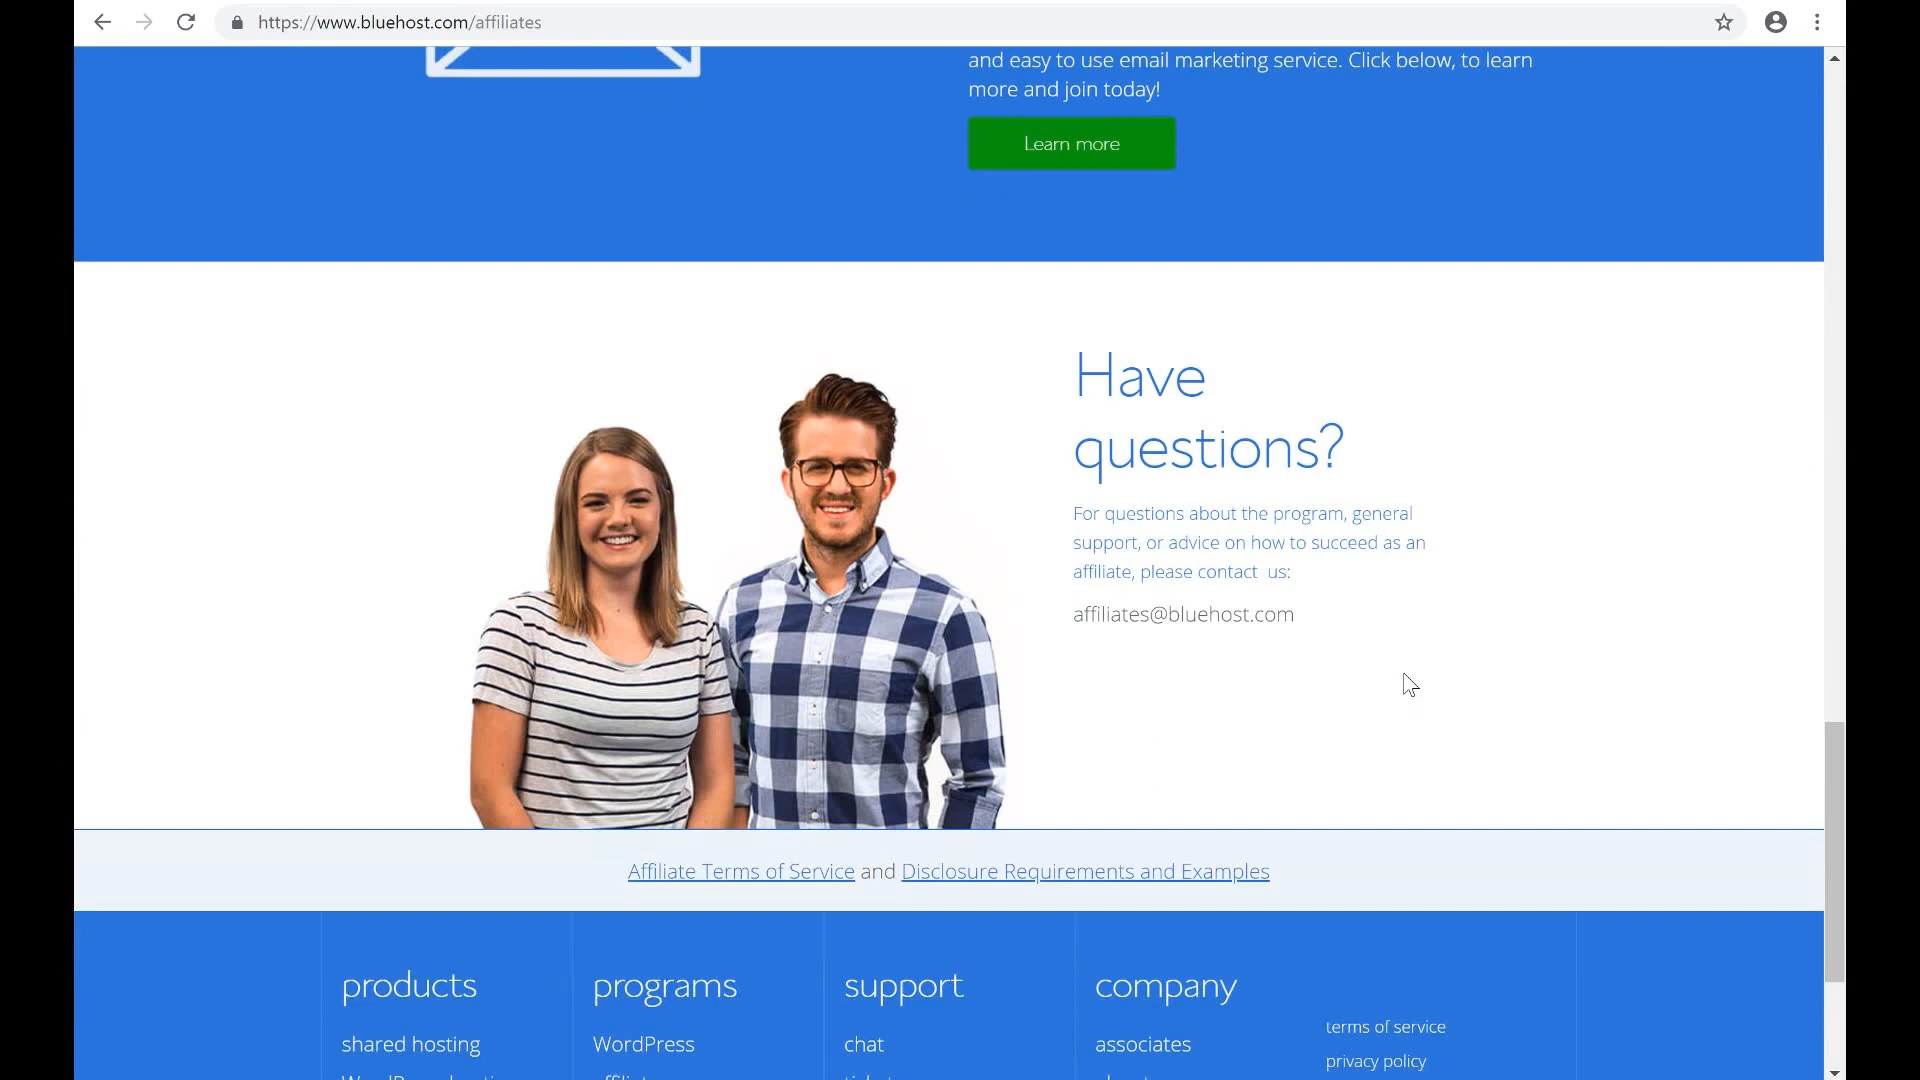 https://www.bluehost.com/affiliates
and easy to use email marketing service. Click below, to learn
more and join today!
Learn more
Have
questions?
For questions about the program, general
support, or advice on how to succeed as an
affiliate, please contact us:
affiliates@bluehost.com
Affiliate Terms of Service and Disclosure Requirements and Examples
products
shared hosting
programs
WordPress
support
chat
company
associates
terms of service
privacy policy